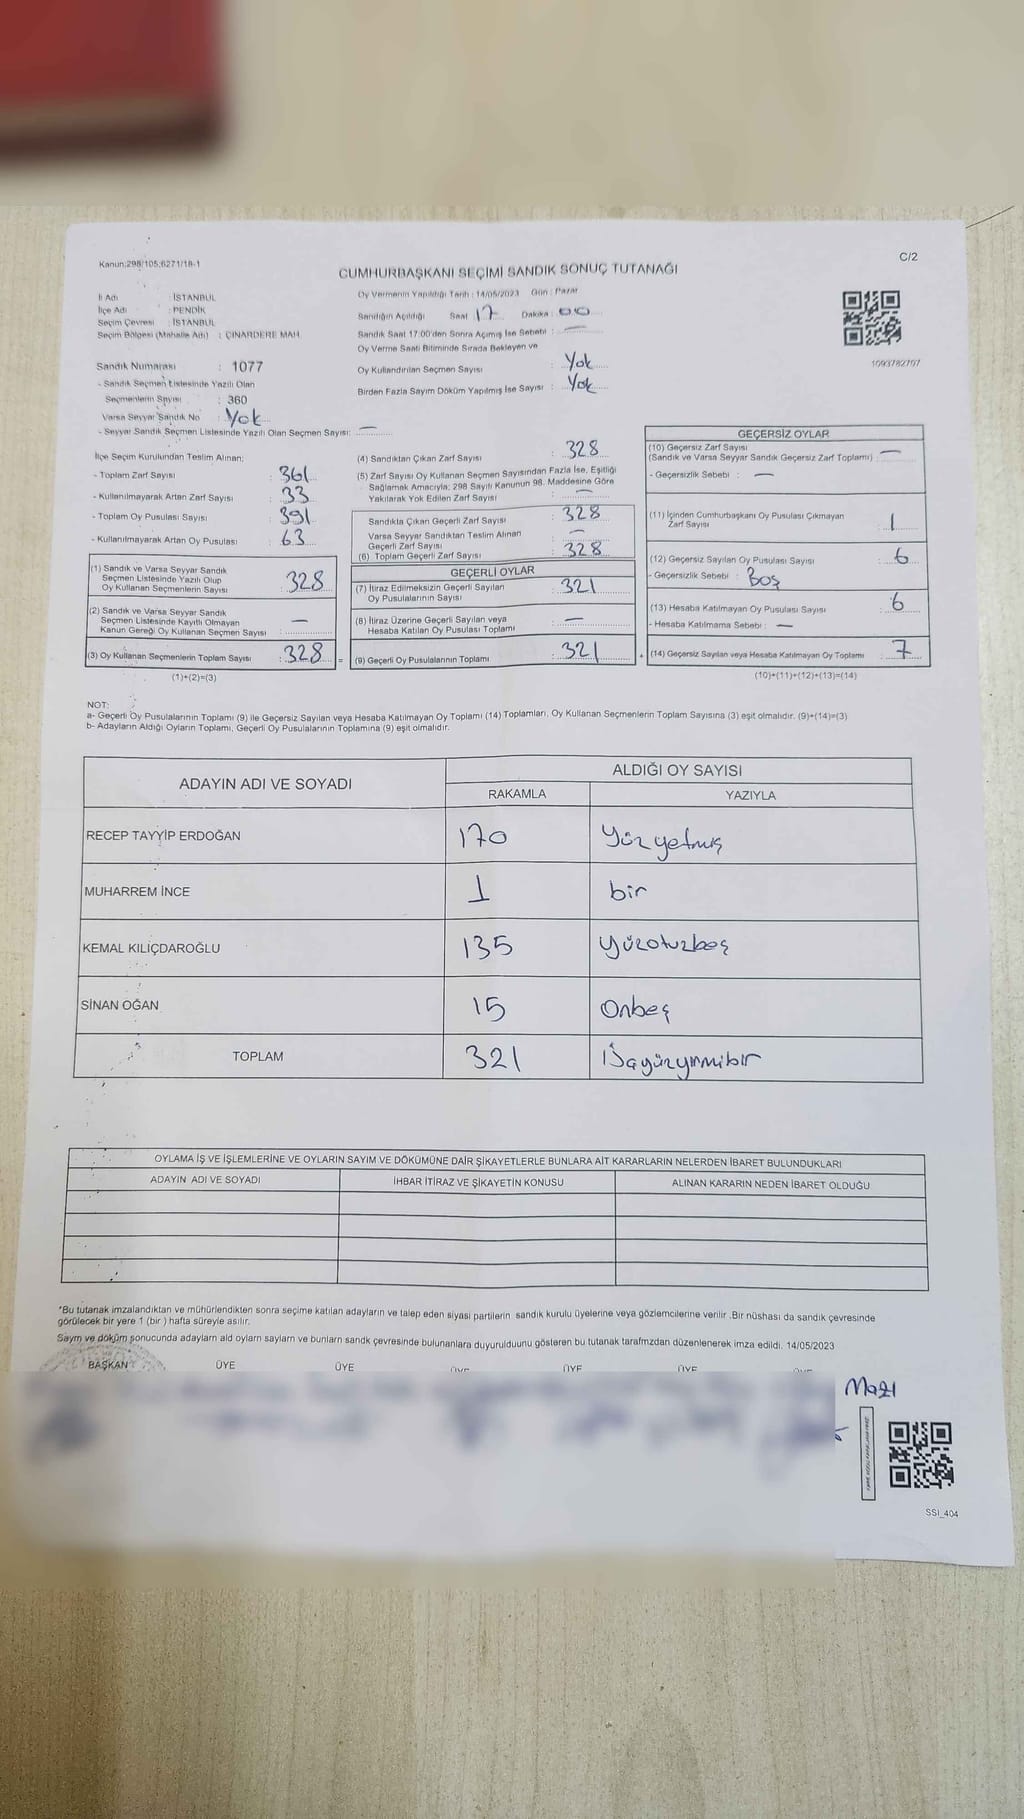 Kanun:298/105,6271/18-1
C/2
CUMHURBAŞKANI SEÇİMİ SANDIK SONUÇ TUTANAĞI
İl Adı : İSTANBUL
İlçe Adı : PENDİK
Seçim Çevresi : İSTANBUL
Seçim Bölgesi (Mahalle Adı) : ÇINARDERE MAH.
Oy Vermenin Yapıldığı Tarih : 14/05/2023 Gün : Pazar
Sandığın Açıldığı Saat : 17 Dakika : 00
Sandık Saat 17:00'den Sonra Açılmış İse Sebebi : —
Oy Verme Saati Bitiminde Sırada Bekleyen ve
Oy Kullandırılan Seçmen Sayısı : Yok
Birden Fazla Sayım Döküm Yapılmış İse Sayısı : Yok
1093782707
Sandık Numarası : 1077
- Sandık Seçmen Listesinde Yazılı Olan
Seçmenlerin Sayısı : 360
Varsa Seyyar Sandık No : Yok
- Seyyar Sandık Seçmen Listesinde Yazılı Olan Seçmen Sayısı: —
İlçe Seçim Kurulundan Teslim Alınan:
- Toplam Zarf Sayısı : 361
- Kullanılmayarak Artan Zarf Sayısı : 33
- Toplam Oy Pusulası Sayısı : 391
- Kullanılmayarak Artan Oy Pusulası : 63
(1) Sandık ve Varsa Seyyar Sandık
Seçmen Listesinde Yazılı Olup
Oy Kullanan Seçmenlerin Sayısı : 328
(2) Sandık ve Varsa Seyyar Sandık
Seçmen Listesinde Kayıtlı Olmayan
Kanun Gereği Oy Kullanan Seçmen Sayısı : —
(3) Oy Kullanan Seçmenlerin Toplam Sayısı : 328
(1)+(2)=(3)
(4) Sandıktan Çıkan Zarf Sayısı : 328
(5) Zarf Sayısı Oy Kullanan Seçmen Sayısından Fazla İse, Eşitliği
Sağlamak Amacıyla; 298 Sayılı Kanunun 98. Maddesine Göre
Yakılarak Yok Edilen Zarf Sayısı : —
Sandıkta Çıkan Geçerli Zarf Sayısı : 328
Varsa Seyyar Sandıktan Teslim Alınan
Geçerli Zarf Sayısı : —
(6) Toplam Geçerli Zarf Sayısı : 328
GEÇERLİ OYLAR
(7) İtiraz Edilmeksizin Geçerli Sayılan
Oy Pusulalarının Sayısı : 321
(8) İtiraz Üzerine Geçerli Sayılan veya
Hesaba Katılan Oy Pusulası Toplamı : —
= (9) Geçerli Oy Pusulalarının Toplamı : 321
GEÇERSİZ OYLAR
(10) Geçersiz Zarf Sayısı
(Sandık ve Varsa Seyyar Sandık Geçersiz Zarf Toplamı) : —
- Geçersizlik Sebebi : —
(11) İçinden Cumhurbaşkanı Oy Pusulası Çıkmayan
Zarf Sayısı : 1
(12) Geçersiz Sayılan Oy Pusulası Sayısı : 6
- Geçersizlik Sebebi : Boş
(13) Hesaba Katılmayan Oy Pusulası Sayısı : 6
- Hesaba Katılmama Sebebi : —
+ (14) Geçersiz Sayılan veya Hesaba Katılmayan Oy Toplamı : 7
(10)+(11)+(12)+(13)=(14)
NOT:
a- Geçerli Oy Pusulalarının Toplamı (9) ile Geçersiz Sayılan veya Hesaba Katılmayan Oy Toplamı (14) Toplamları, Oy Kullanan Seçmenlerin Toplam Sayısına (3) eşit olmalıdır. (9)+(14)=(3)
b- Adayların Aldığı Oyların Toplamı, Geçerli Oy Pusulalarının Toplamına (9) eşit olmalıdır.
ADAYIN ADI VE SOYADI
ALDIĞI OY SAYISI
RAKAMLA YAZIYLA
RECEP TAYYİP ERDOĞAN 170 Yüzyetmiş
MUHARREM İNCE 1 bir
KEMAL KILIÇDAROĞLU 135 yüzotuzbeş
SİNAN OĞAN 15 Onbeş
TOPLAM 321 Üçyüzyirmibir
OYLAMA İŞ VE İŞLEMLERİNE VE OYLARIN SAYIM VE DÖKÜMÜNE DAİR ŞİKAYETLERLE BUNLARA AİT KARARLARIN NELERDEN İBARET BULUNDUKLARI
ADAYIN ADI VE SOYADI İHBAR İTİRAZ VE ŞİKAYETİN KONUSU ALINAN KARARIN NEDEN İBARET OLDUĞU
*Bu tutanak imzalandıktan ve mühürlendikten sonra seçime katılan adayların ve talep eden siyasi partilerin sandık kurulu üyelerine veya gözlemcilerine verilir .Bir nüshası da sandık çevresinde
görülecek bir yere 1 (bir ) hafta süreyle asılır.
Saym ve döküm sonucunda adaylarn ald oylarn saylarn ve bunlarn sandk çevresinde bulunanlara duyurulduunu gösteren bu tutanak tarafmzdan düzenlenerek imza edildi. 14/05/2023
BAŞKAN ÜYE ÜYE ÜYE ÜYE ÜYE
SSI_404